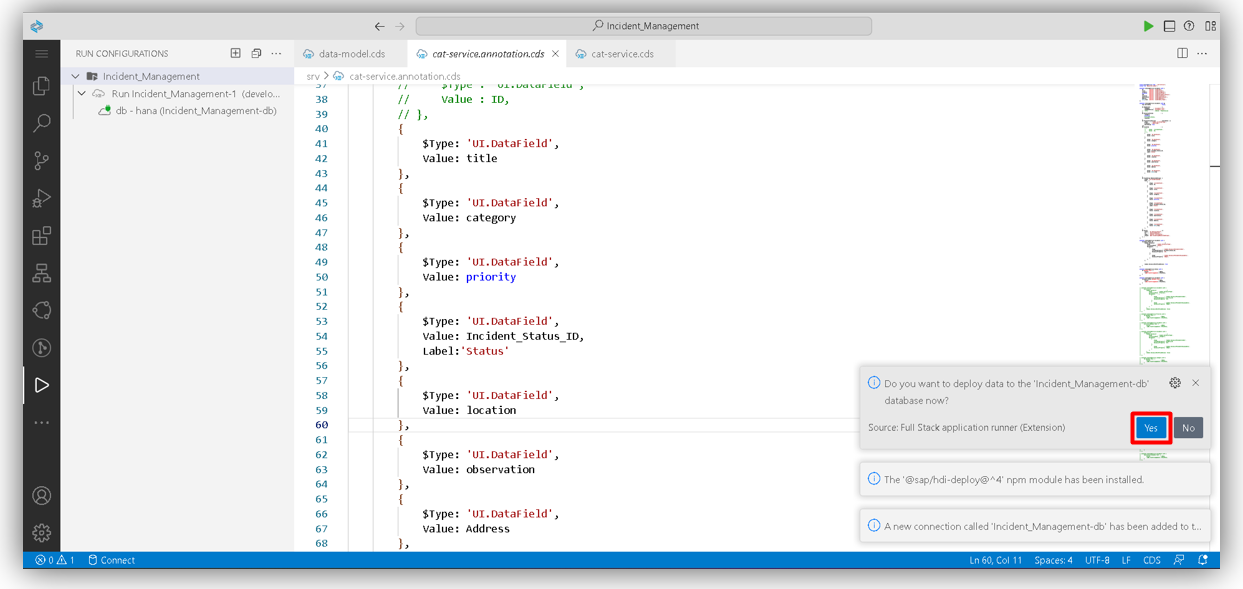 Incident_Management
RUN CONFIGURATIONS
data-model.cds
cat-service.annotation.cds
cat-service.cds
Incident_Management
Run Incident_Management-1 (develo...
db - hana (Incident_Management-db)
srv > cat-service.annotation.cds
37 // $Type : 'UI.DataField',
38 // Value : ID,
39 // },
40 {
41 $Type: 'UI.DataField',
42 Value: title
43 },
44 {
45 $Type: 'UI.DataField',
46 Value: category
47 },
48 {
49 $Type: 'UI.DataField',
50 Value: priority
51 },
52 {
53 $Type: 'UI.DataField',
54 Value: Incident_Status_ID,
55 Label:'Status'
56 },
57 {
58 $Type: 'UI.DataField',
59 Value: location
60 },
61 {
62 $Type: 'UI.DataField',
63 Value: observation
64 },
65 {
66 $Type: 'UI.DataField',
67 Value: Address
68 },
Do you want to deploy data to the 'Incident_Management-db'
database now?
Source: Full Stack application runner (Extension)
Yes
No
The '@sap/hdi-deploy@^4' npm module has been installed.
A new connection called 'Incident_Management-db' has been added to t...
0 1 Connect
Ln 60, Col 11 Spaces: 4 UTF-8 LF CDS